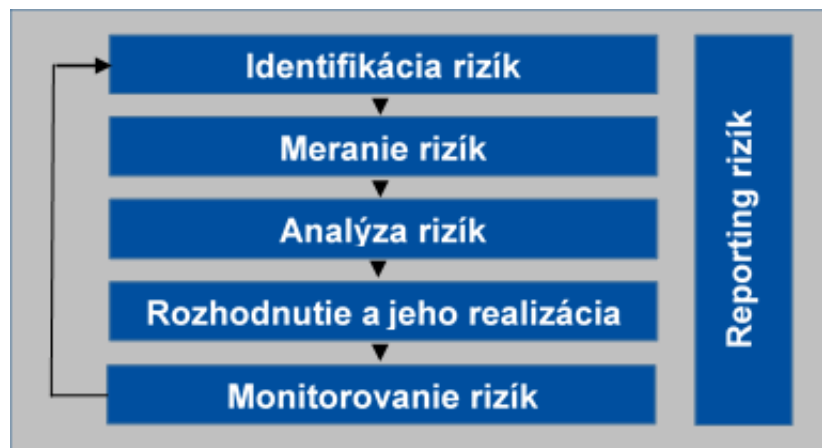 Identifikácia rizík
Meranie rizík
Analýza rizík
Rozhodnutie a jeho realizácia
Monitorovanie rizík
Reporting rizík